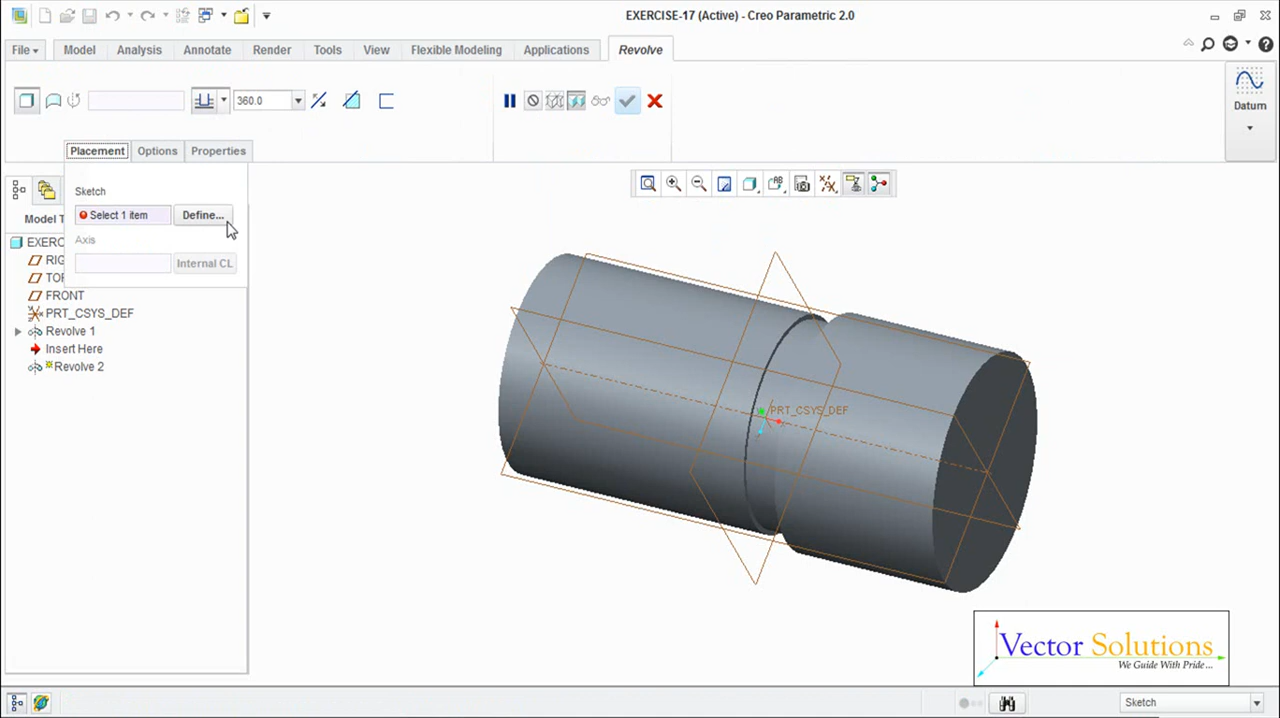 EXERCISE-17 (Active) - Creo Parametric 2.0
File Model Analysis Annotate Render Tools View Flexible Modeling Applications Revolve
360.0
Datum
Placement Options Properties
Sketch
Select 1 item Define...
Axis
Internal CL
Model T
EXERC
RIG
TOP
FRONT
PRT_CSYS_DEF
Revolve 1
Insert Here
Revolve 2
PRT_CSYS_DEF
Vector Solutions
We Guide With Pride...
Sketch